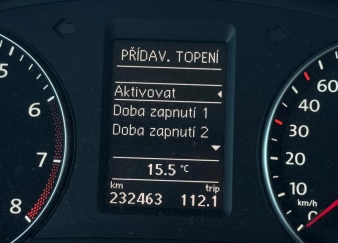 PŘÍDAV. TOPENÍ
Aktivovat
Doba zapnutí 1
Doba zapnutí 2
15.5 °C
km trip
232463 112.1
5
6
7
8
60
40
30
20
10
0
km/h